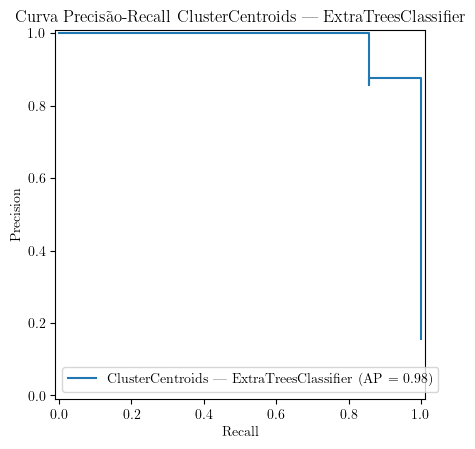 Curva Precisão-Recall ClusterCentroids — ExtraTreesClassifier
1.0
0.8
0.6
0.4
0.2
0.0
Precision
ClusterCentroids — ExtraTreesClassifier (AP = 0.98)
0.0 0.2 0.4 0.6 0.8 1.0
Recall